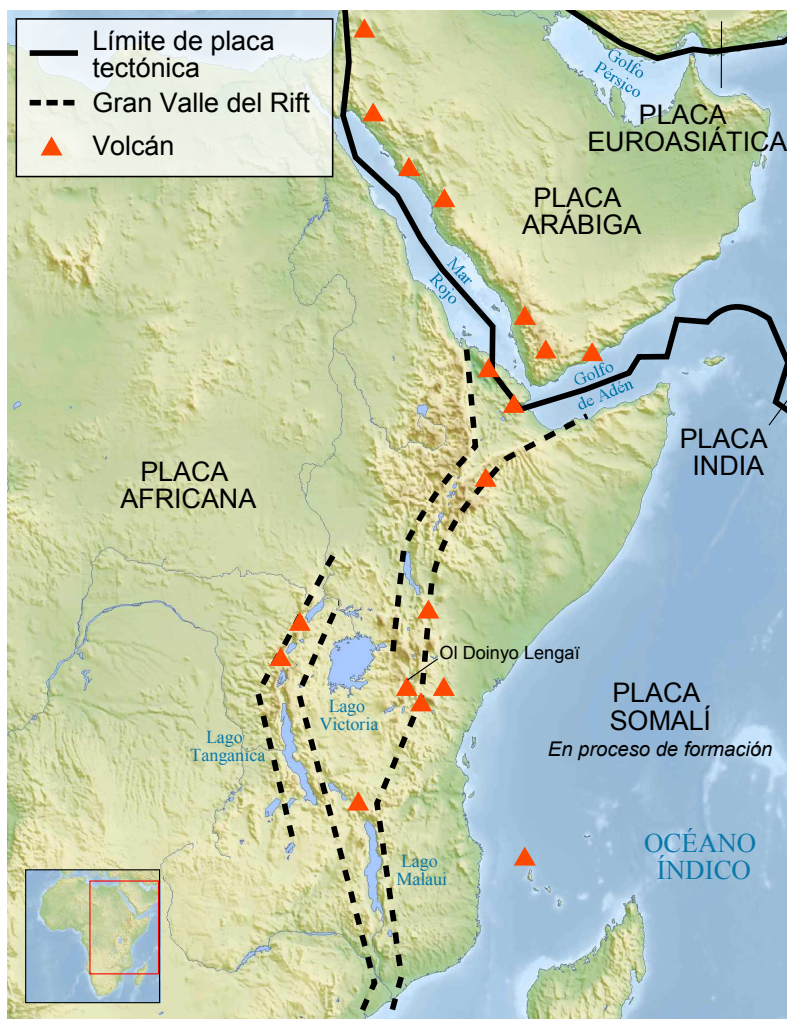 Límite de placa
tectónica
Gran Valle del Rift
Volcán
Golfo
Pérsico
PLACA
EUROASIÁTICA
PLACA
ARÁBIGA
Mar
Rojo
Golfo
de Adén
PLACA
INDIA
PLACA
AFRICANA
Ol Doinyo Lengaï
Lago
Victoria
Lago
Tanganica
PLACA
SOMALÍ
En proceso de formación
OCÉANO
ÍNDICO
Lago
Malaui